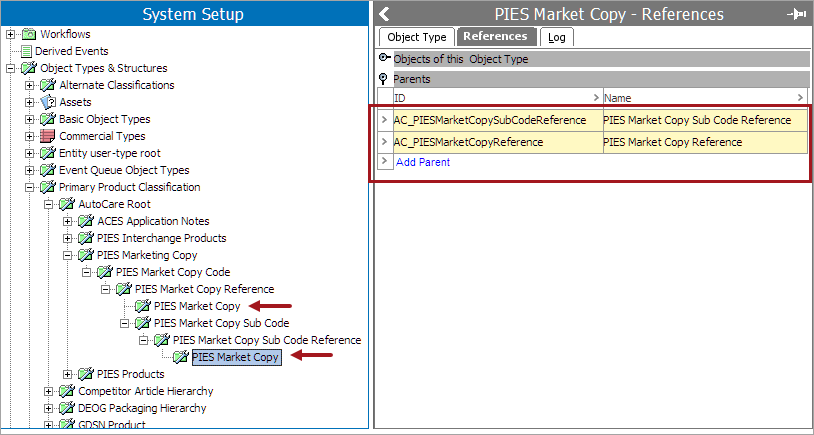 System Setup
Workflows
Derived Events
Object Types & Structures
Alternate Classifications
Assets
Basic Object Types
Commercial Types
Entity user-type root
Event Queue Object Types
Primary Product Classification
AutoCare Root
ACES Application Notes
PIES Interchange Products
PIES Marketing Copy
PIES Market Copy Code
PIES Market Copy Reference
PIES Market Copy
PIES Market Copy Sub Code
PIES Market Copy Sub Code Reference
PIES Market Copy
PIES Products
Competitor Article Hierarchy
DEOG Packaging Hierarchy
GDSN Product
PIES Market Copy - References
Object Type References Log
Objects of this Object Type
Parents
ID Name
AC_PIESMarketCopySubCodeReference PIES Market Copy Sub Code Reference
AC_PIESMarketCopyReference PIES Market Copy Reference
Add Parent